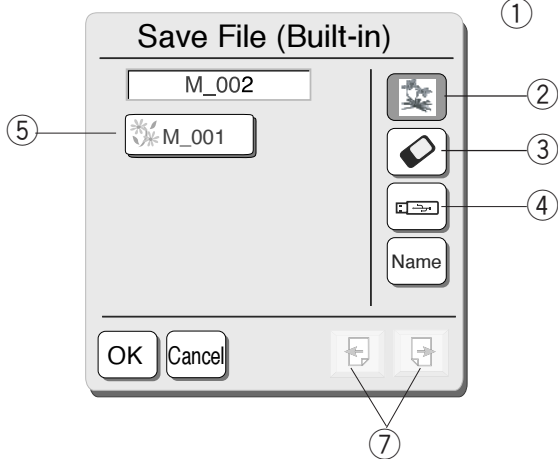 ①
Save File (Built-in)
M_002
②
⑤
M_001
③
④
Name
OK
Cancel
⑦